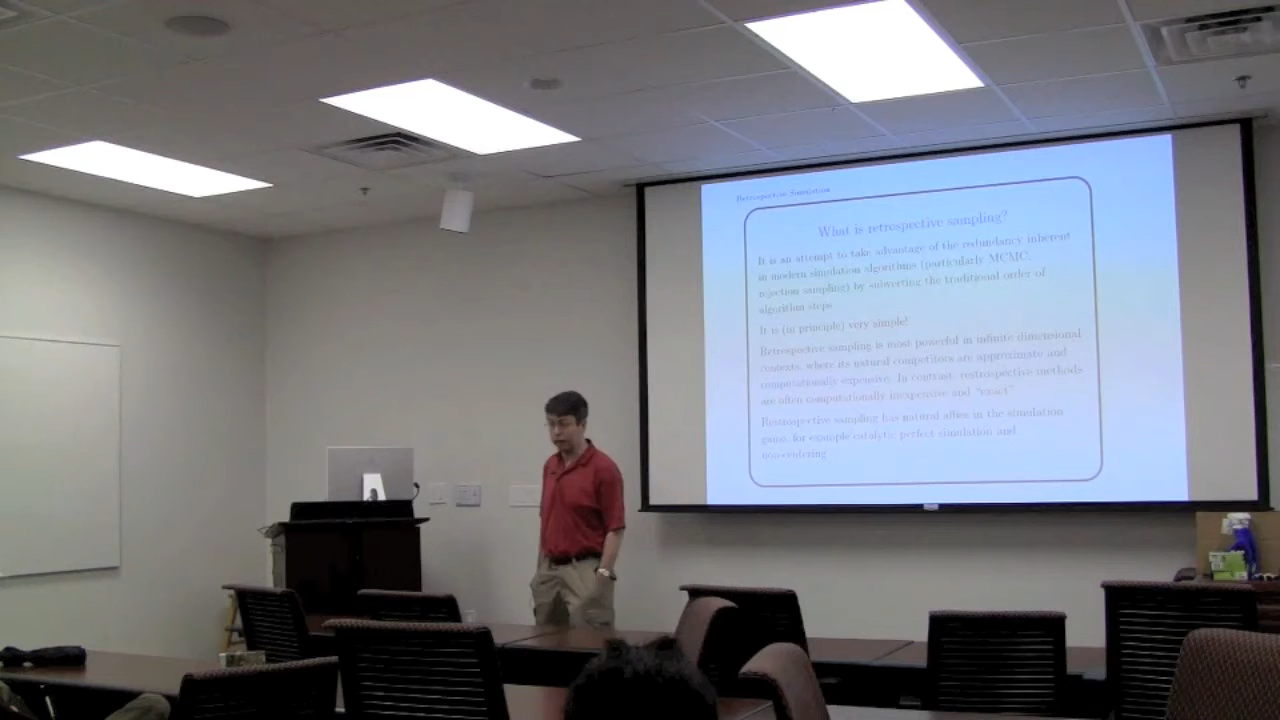 Retrospective Simulation
What is retrospective sampling?
It is an attempt to take advantage of the redundancy inherent
in modern simulation algorithms (particularly MCMC,
rejection sampling) by subverting the traditional order of
algorithm steps.
It is (in principle) very simple!
Retrospective sampling is most powerful in infinite dimensional
contexts, where its natural competitors are approximate and
computationally expensive. In contrast, restrospective methods
are often computationally inexpensive and "exact"
Restrospective sampling has natural allies in the simulation
game, for example catalytic perfect simulation and
non-centering